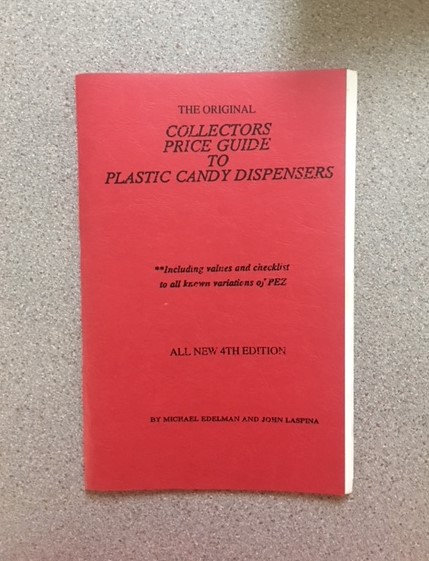 THE ORIGINAL
COLLECTORS
PRICE GUIDE
TO
PLASTIC CANDY DISPENSERS
**Including values and checklist
to all known variations of PEZ
ALL NEW 4TH EDITION
BY MICHAEL EDELMAN AND JOHN LASPINA